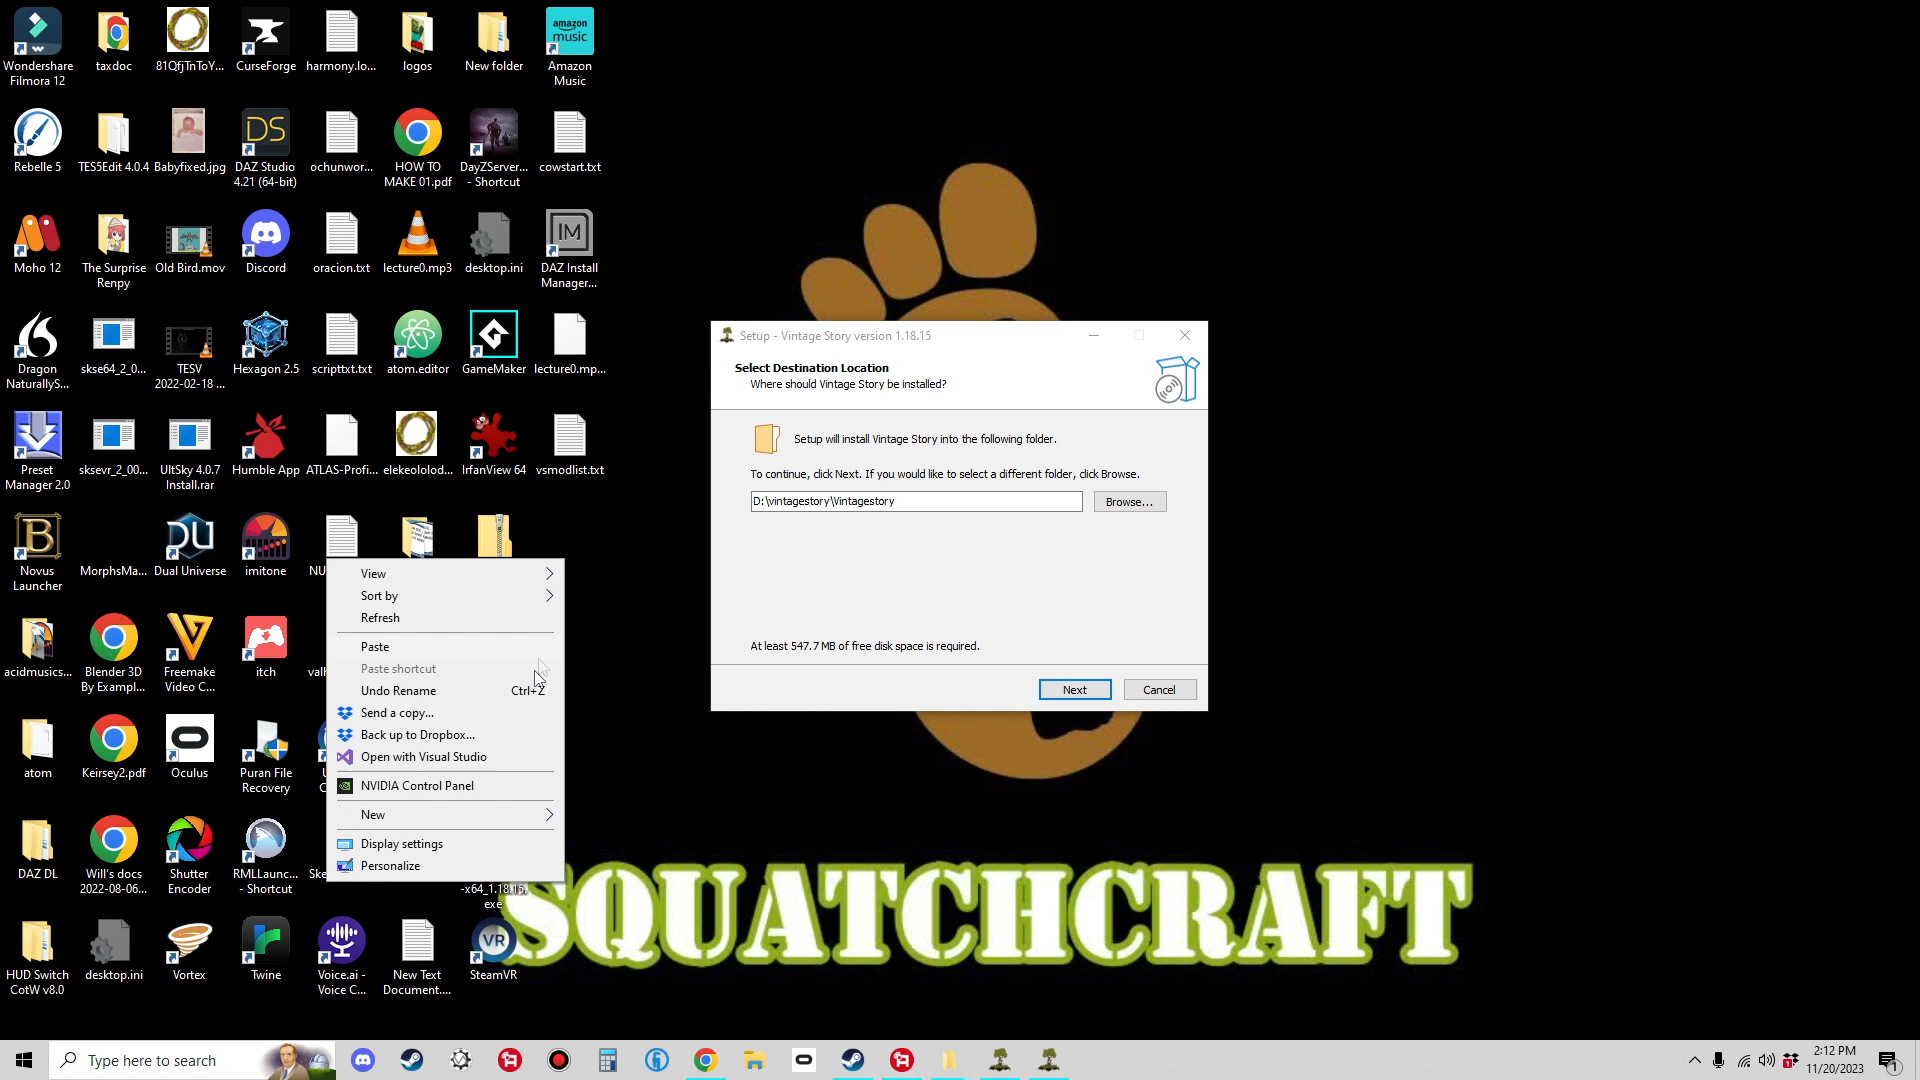 Wondershare
Filmora 12
taxdoc
81QfjTnToY...
CurseForge
harmony.lo...
logos
New folder
amazon
music
Amazon
Music
Rebelle 5
TES5Edit 4.0.4
Babyfixed.jpg
DS
DAZ Studio
4.21 (64-bit)
ochunwor...
HOW TO
MAKE 01.pdf
DayZServer...
- Shortcut
cowstart.txt
Moho 12
The Surprise
Renpy
Old Bird.mov
Discord
oracion.txt
lecture0.mp3
desktop.ini
IM
DAZ Install
Manager...
Dragon
NaturallyS...
skse64_2_0...
TESV
2022-02-18 ...
Hexagon 2.5
scripttxt.txt
atom.editor
GameMaker
lecture0.mp...
Preset
Manager 2.0
sksevr_2_00...
UltSky 4.0.7
Install.rar
Humble App
ATLAS-Profi...
elekeolod...
IrfanView 64
vsmodlist.txt
B
Novus
Launcher
MorphsMa...
Dual Universe
imitone
NU
acidmusics...
Blender 3D
By Exampl...
Freemake
Video C...
itch
atom
Keirsey2.pdf
Oculus
Puran File
Recovery
DAZ DL
Will's docs
2022-08-06...
Shutter
Encoder
RMLLaunc...
- Shortcut
Ske
-x64_1.18.15.
exe
HUD Switch
CotW v8.0
desktop.ini
Vortex
Twine
Voice.ai -
Voice C...
New Text
Document....
VR
SteamVR
View
Sort by
Refresh
Paste
Paste shortcut
Undo Rename Ctrl+Z
Send a copy...
Back up to Dropbox...
Open with Visual Studio
NVIDIA Control Panel
New
Display settings
Personalize
Setup - Vintage Story version 1.18.15
Select Destination Location
Where should Vintage Story be installed?
Setup will install Vintage Story into the following folder.
To continue, click Next. If you would like to select a different folder, click Browse.
D:\vintagestory\Vintagestory
Browse...
At least 547.7 MB of free disk space is required.
Next
Cancel
SQUATCHCRAFT
Type here to search
2:12 PM
11/20/2023
1